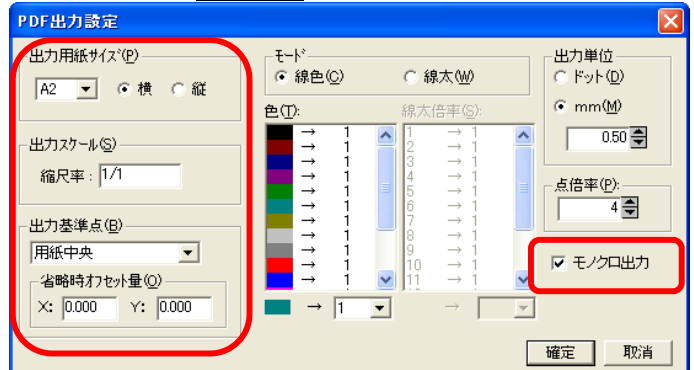 PDF出力設定
出力用紙サイズ(P)
A2 横 縦
出力スケール(S)
縮尺率：1/1
出力基準点(B)
用紙中央
省略時オフセット量(O)
X: 0.000 Y: 0.000
モード
線色(C) 線太(W)
色(T): 線太倍率(S):
→ 1 1 → 1
→ 1 2 → 1
→ 1 3 → 1
→ 1 4 → 1
→ 1 5 → 1
→ 1 6 → 1
→ 1 7 → 1
→ 1 8 → 1
→ 1 9 → 1
→ 1 10 → 1
→ 1 11 → 1
→ 1 →
出力単位
ドット(D)
mm(M)
0.50
点倍率(P):
4
モノクロ出力
確定 取消